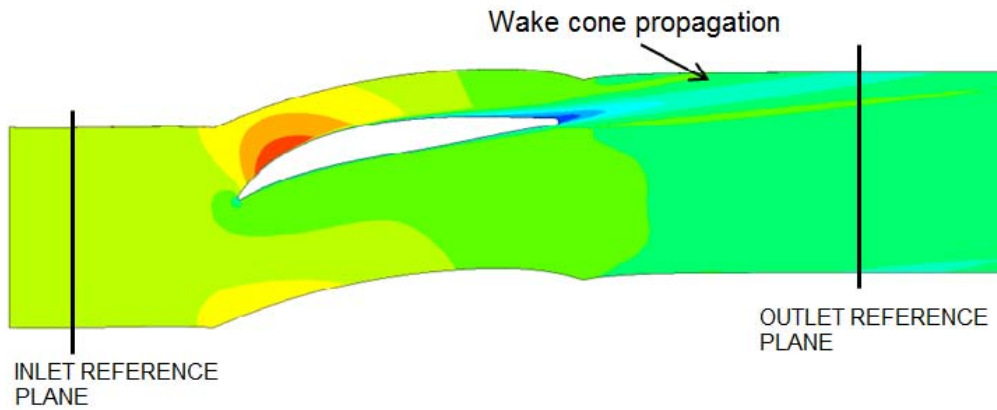 Wake cone propagation
INLET REFERENCE
PLANE
OUTLET REFERENCE
PLANE